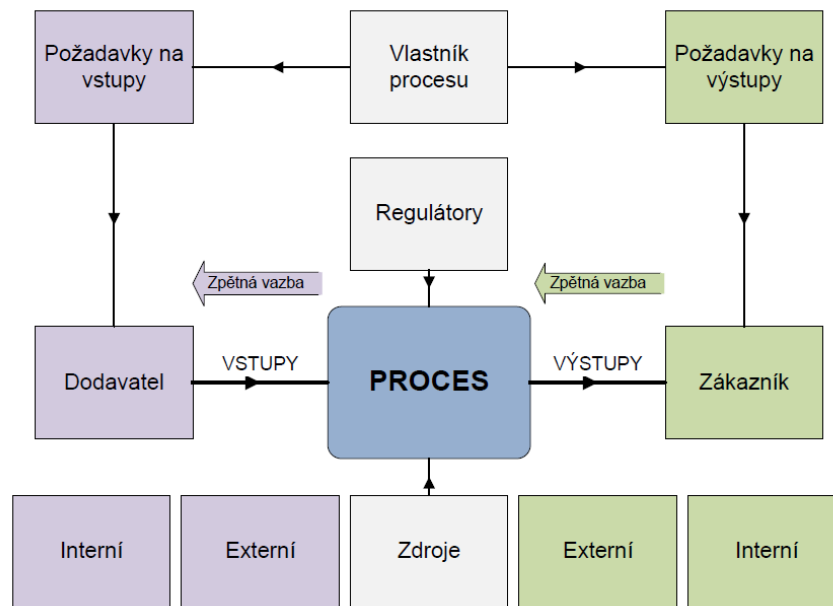 Požadavky na
vstupy
Vlastník
procesu
Požadavky na
výstupy
Regulátory
Zpětná vazba
Zpětná vazba
Dodavatel
VSTUPY
PROCES
VÝSTUPY
Zákazník
Interní
Externí
Zdroje
Externí
Interní